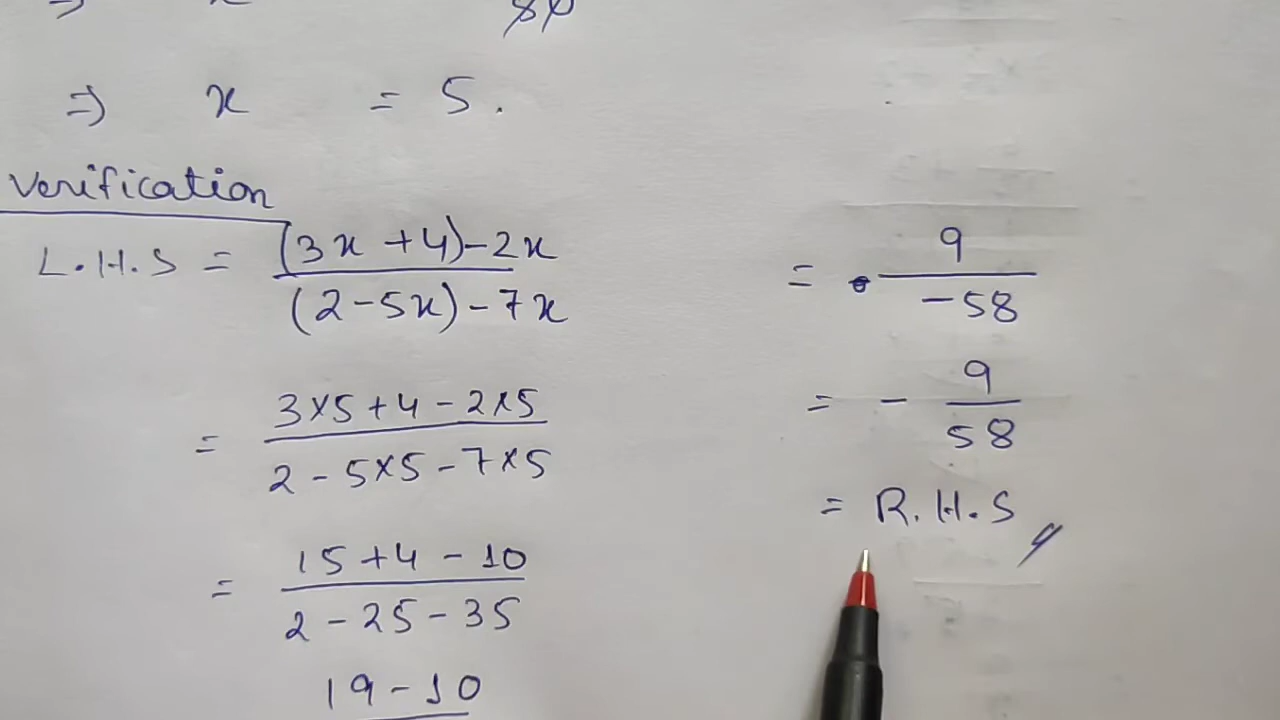 ⇒ x = 5.
Verification
L.H.S = (3x+4)-2x / (2-5x)-7x
= 3×5+4-2×5 / 2-5×5-7×5
= 15+4-10 / 2-25-35
19-10
= 9 / -58
= - 9 / 58
= R.H.S